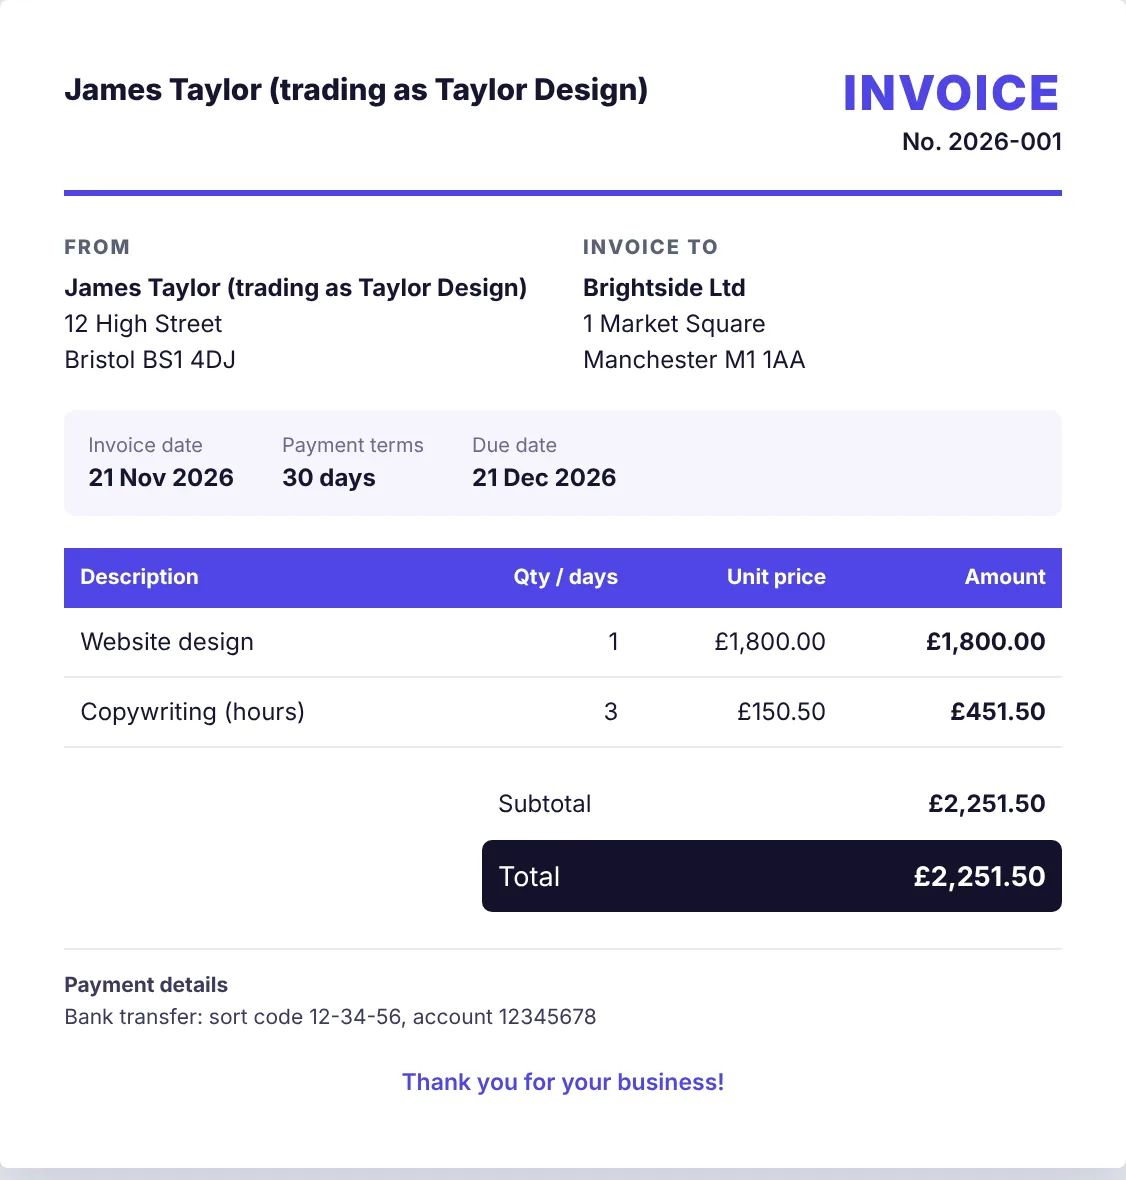 James Taylor (trading as Taylor Design)
INVOICE
No. 2026-001
FROM
James Taylor (trading as Taylor Design)
12 High Street
Bristol BS1 4DJ
INVOICE TO
Brightside Ltd
1 Market Square
Manchester M1 1AA
Invoice date Payment terms Due date
21 Nov 2026 30 days 21 Dec 2026
Description Qty / days Unit price Amount
Website design 1 £1,800.00 £1,800.00
Copywriting (hours) 3 £150.50 £451.50
Subtotal £2,251.50
Total £2,251.50
Payment details
Bank transfer: sort code 12-34-56, account 12345678
Thank you for your business!